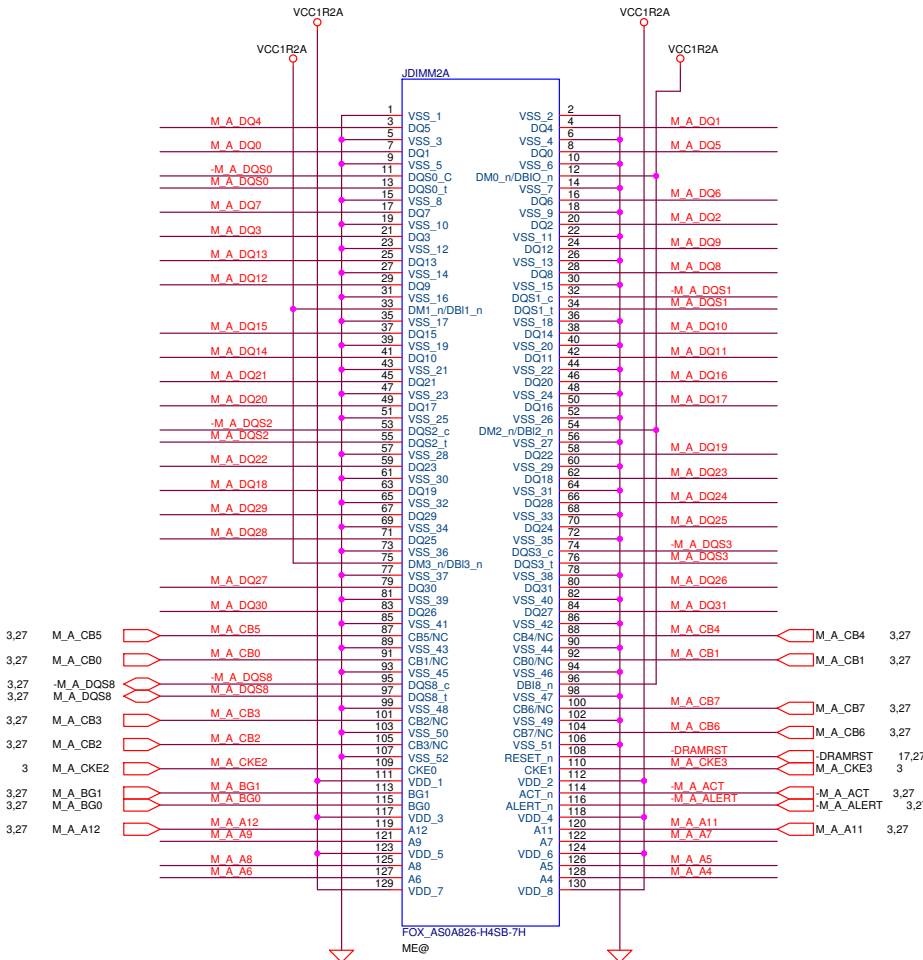 VCC1R2A VCC1R2A
VCC1R2A VCC1R2A
JDIMM2A
1 VSS_1 VSS_2 2
M_A_DQ4 3 DQ5 DQ4 4 M_A_DQ1
5 VSS_3 VSS_4 6
M_A_DQ0 7 DQ1 DQ0 8 M_A_DQ5
9 VSS_5 VSS_6 10
-M_A_DQS0 11 DQS0_C DM0_n/DBIO_n 12
M_A_DQS0 13 DQS0_t VSS_7 14
15 VSS_8 DQ6 16 M_A_DQ6
M_A_DQ7 17 DQ7 VSS_9 18
19 VSS_10 DQ2 20 M_A_DQ2
M_A_DQ3 21 DQ3 VSS_11 22
23 VSS_12 DQ12 24 M_A_DQ9
M_A_DQ13 25 DQ13 VSS_13 26
27 VSS_14 DQ8 28 M_A_DQ8
M_A_DQ12 29 DQ9 VSS_15 30
31 VSS_16 DQS1_c 32 -M_A_DQS1
33 DM1_n/DBI1_n DQS1_t 34 M_A_DQS1
35 VSS_17 VSS_18 36
M_A_DQ15 37 DQ15 DQ14 38 M_A_DQ10
39 VSS_19 VSS_20 40
M_A_DQ14 41 DQ10 DQ11 42 M_A_DQ11
43 VSS_21 VSS_22 44
M_A_DQ21 45 DQ21 DQ20 46 M_A_DQ16
47 VSS_23 VSS_24 48
M_A_DQ20 49 DQ17 DQ16 50 M_A_DQ17
51 VSS_25 VSS_26 52
-M_A_DQS2 53 DQS2_c DM2_n/DBI2_n 54
M_A_DQS2 55 DQS2_t VSS_27 56
57 VSS_28 DQ22 58 M_A_DQ19
M_A_DQ22 59 DQ23 VSS_29 60
61 VSS_30 DQ18 62 M_A_DQ23
M_A_DQ18 63 DQ19 VSS_31 64
65 VSS_32 DQ28 66 M_A_DQ24
M_A_DQ29 67 DQ29 VSS_33 68
69 VSS_34 DQ24 70 M_A_DQ25
M_A_DQ28 71 DQ25 VSS_35 72
73 VSS_36 DQS3_c 74 -M_A_DQS3
75 DM3_n/DBI3_n DQS3_t 76 M_A_DQS3
77 VSS_37 VSS_38 78
M_A_DQ27 79 DQ30 DQ31 80 M_A_DQ26
81 VSS_39 VSS_40 82
M_A_DQ30 83 DQ26 DQ27 84 M_A_DQ31
85 VSS_41 VSS_42 86
3,27 M_A_CB5 M_A_CB5 87 CB5/NC CB4/NC 88 M_A_CB4 M_A_CB4 3,27
89 VSS_43 VSS_44 90
3,27 M_A_CB0 M_A_CB0 91 CB1/NC CB0/NC 92 M_A_CB1 M_A_CB1 3,27
93 VSS_45 VSS_46 94
3,27 -M_A_DQS8 -M_A_DQS8 95 DQS8_c DBI8_n 96
3,27 M_A_DQS8 M_A_DQS8 97 DQS8_t VSS_47 98
99 VSS_48 CB6/NC 100 M_A_CB7 M_A_CB7 3,27
3,27 M_A_CB3 M_A_CB3 101 CB2/NC VSS_49 102
103 VSS_50 CB7/NC 104 M_A_CB6 M_A_CB6 3,27
3,27 M_A_CB2 M_A_CB2 105 CB3/NC VSS_51 106
107 VSS_52 RESET_n 108 -DRAMRST -DRAMRST 17,27
3 M_A_CKE2 M_A_CKE2 109 CKE0 CKE1 110 M_A_CKE3 M_A_CKE3 3
111 VDD_1 VDD_2 112
3,27 M_A_BG1 M_A_BG1 113 BG1 ACT_n 114 -M_A_ACT -M_A_ACT 3,27
3,27 M_A_BG0 M_A_BG0 115 BG0 ALERT_n 116 -M_A_ALERT -M_A_ALERT 3,27
117 VDD_3 VDD_4 118
3,27 M_A_A12 M_A_A12 119 A12 A11 120 M_A_A11 M_A_A11 3,27
M_A_A9 121 A9 A7 122 M_A_A7
123 VDD_5 VDD_6 124
M_A_A8 125 A8 A5 126 M_A_A5
M_A_A6 127 A6 A4 128 M_A_A4
129 VDD_7 VDD_8 130
FOX_AS0A826-H4SB-7H
ME@